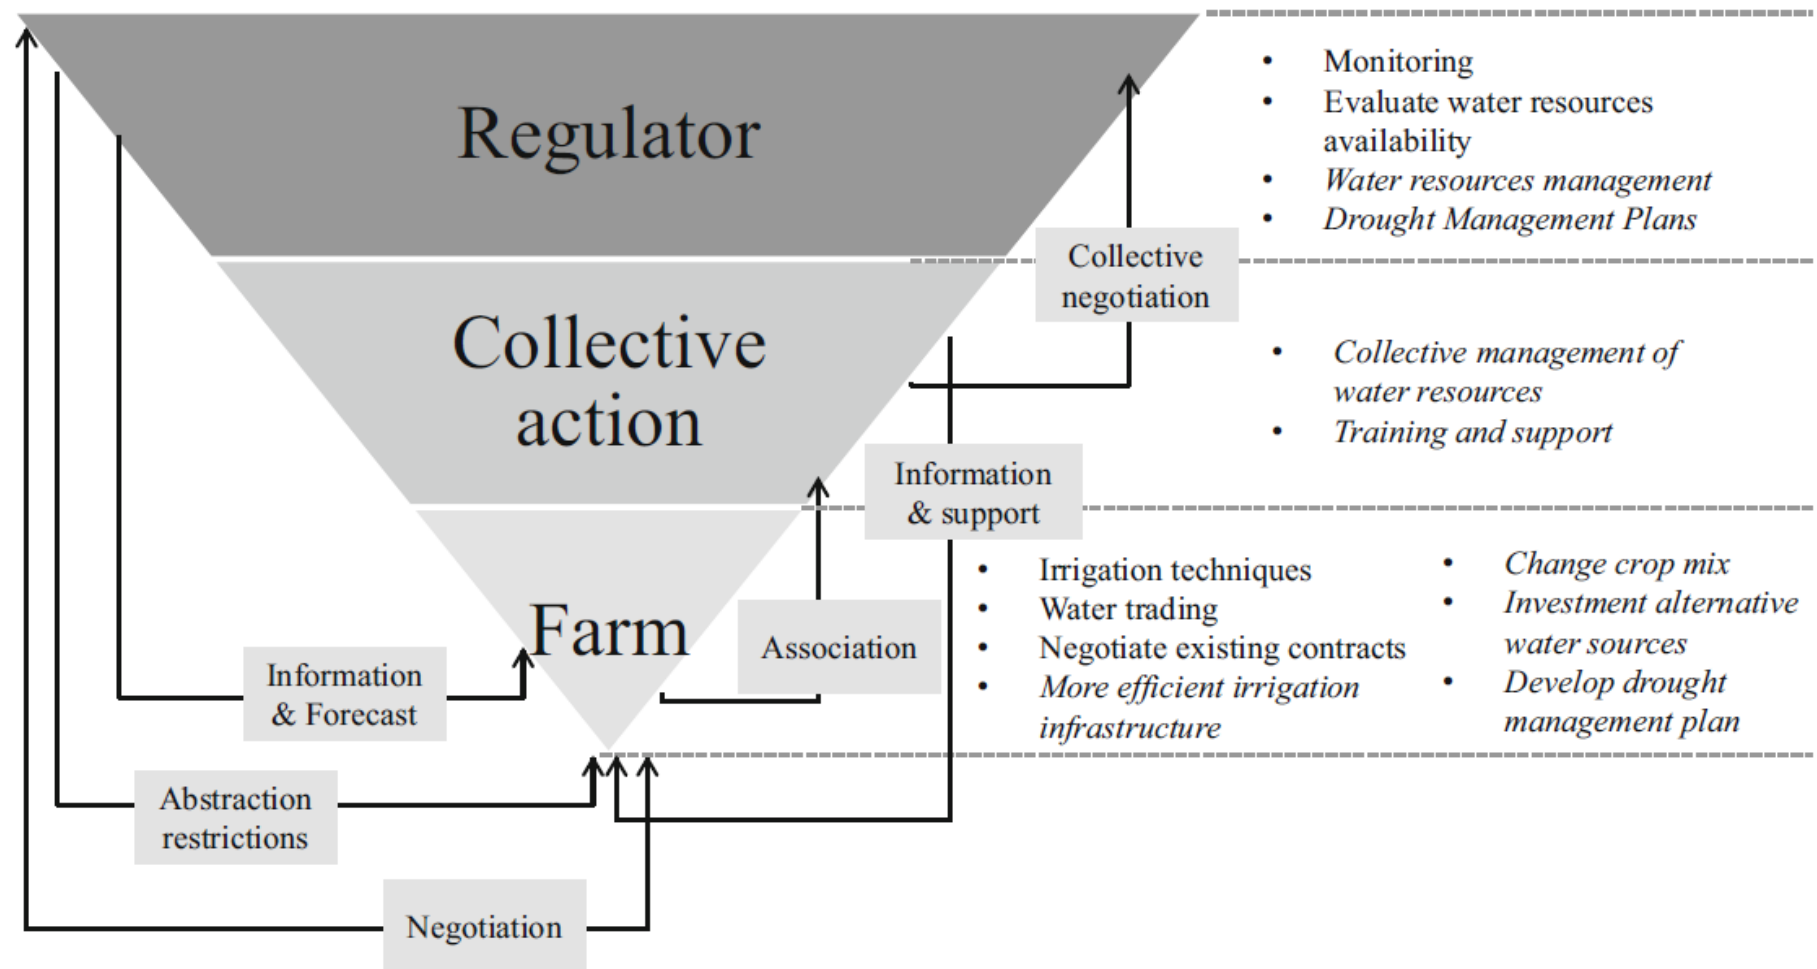 Regulator
• Monitoring
• Evaluate water resources
availability
• Water resources management
• Drought Management Plans
Collective
negotiation
Collective
action
• Collective management of
water resources
• Training and support
Information
& support
Farm
Association
• Irrigation techniques
• Water trading
• Negotiate existing contracts
• More efficient irrigation
infrastructure
• Change crop mix
• Investment alternative
water sources
• Develop drought
management plan
Information
& Forecast
Abstraction
restrictions
Negotiation